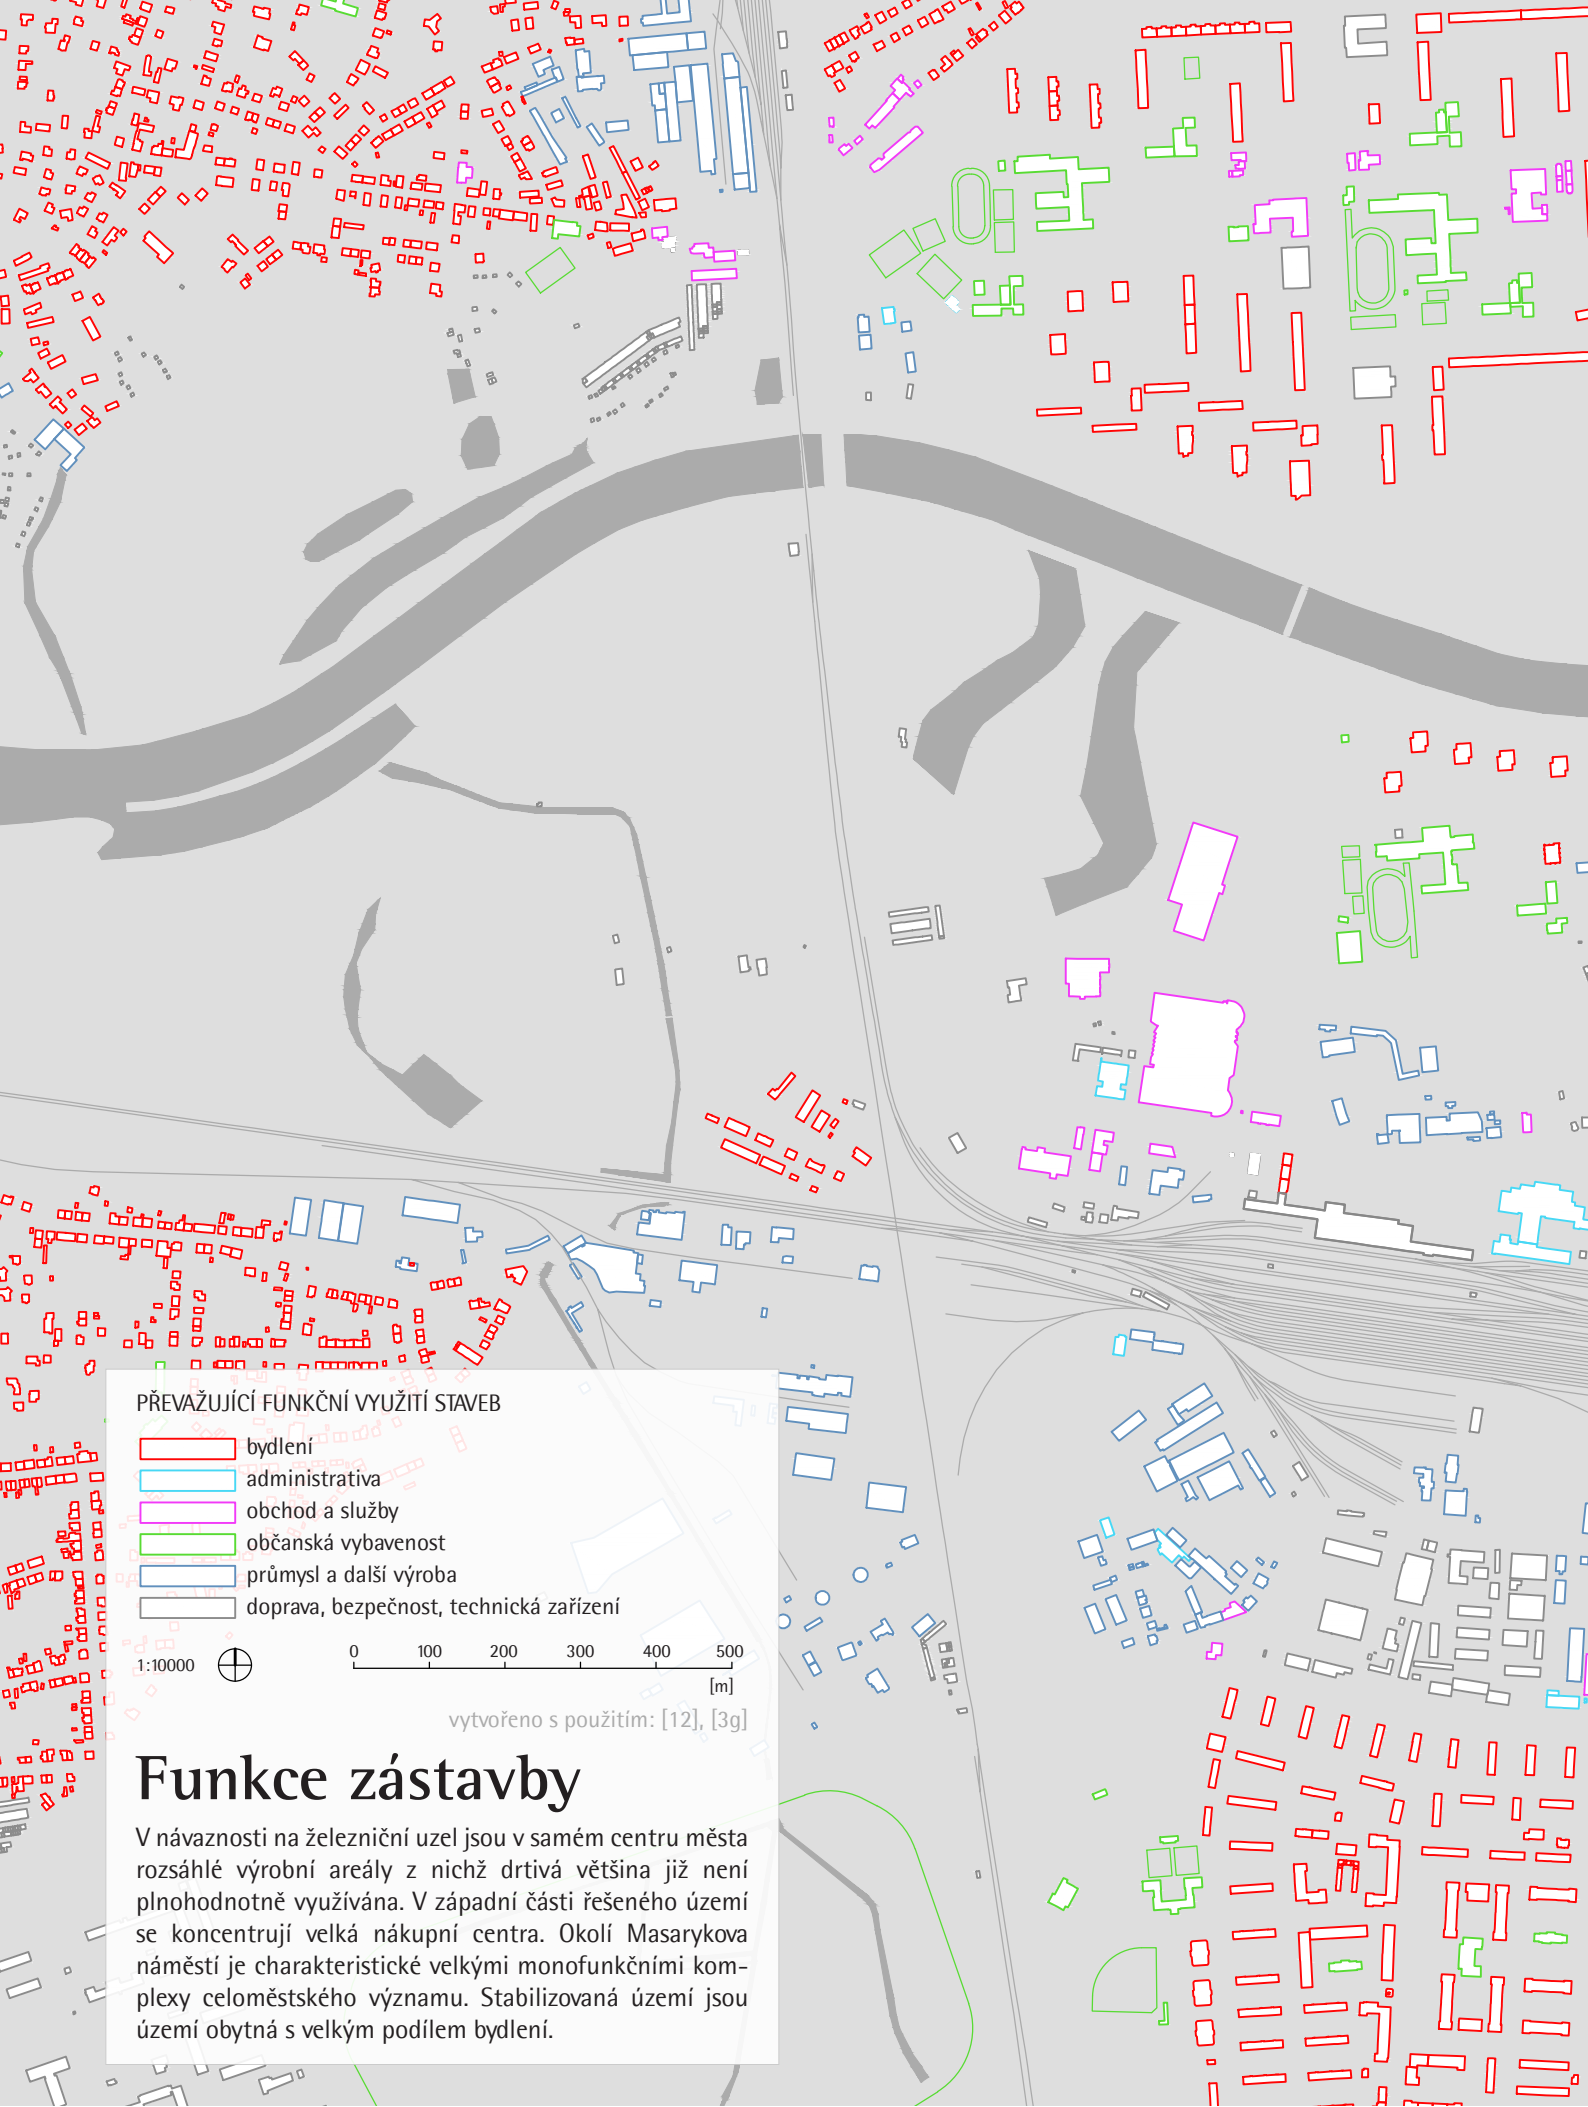 PŘEVAŽUJÍCÍ FUNKČNÍ VYUŽITÍ STAVEB
bydlení
administrativa
obchod a služby
občanská vybavenost
průmysl a další výroba
doprava, bezpečnost, technická zařízení
1:10000
0 100 200 300 400 500
[m]
vytvořeno s použitím: [12], [3g]
Funkce zástavby
V návaznosti na železniční uzel jsou v samém centru města
rozsáhlé výrobní areály z nichž drtivá většina již není
plnohodnotně využívána. V západní části řešeného území
se koncentrují velká nákupní centra. Okolí Masarykova
náměstí je charakteristické velkými monofunkčními kom-
plexy celoměstského významu. Stabilizovaná území jsou
území obytná s velkým podílem bydlení.